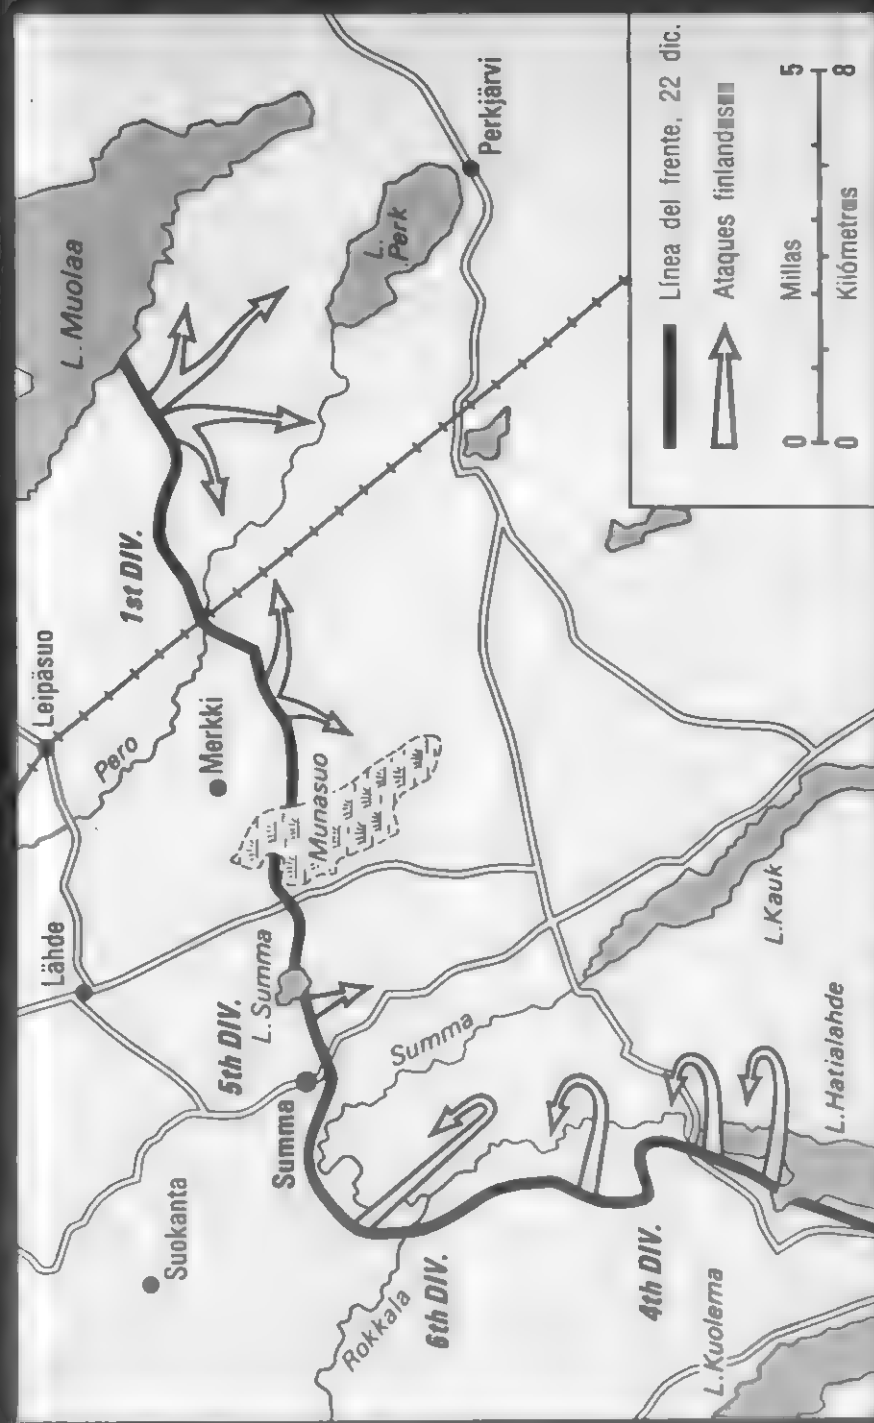 Lähde
Leipäsuo
L. Muolaa
Pero
1st DIV.
Suokanta
Merkki
5th DIV.
L. Summa
Summa
Munasuo
Rokkala
L.
Perk
Summa
6th DIV.
Perkjärvi
4th DIV.
L.Kuolema
L.Kauk
L.Hatialahde
Línea del frente, 22 dic.
Ataques finlandeses
Millas
0 5
0 8
Kilómetros